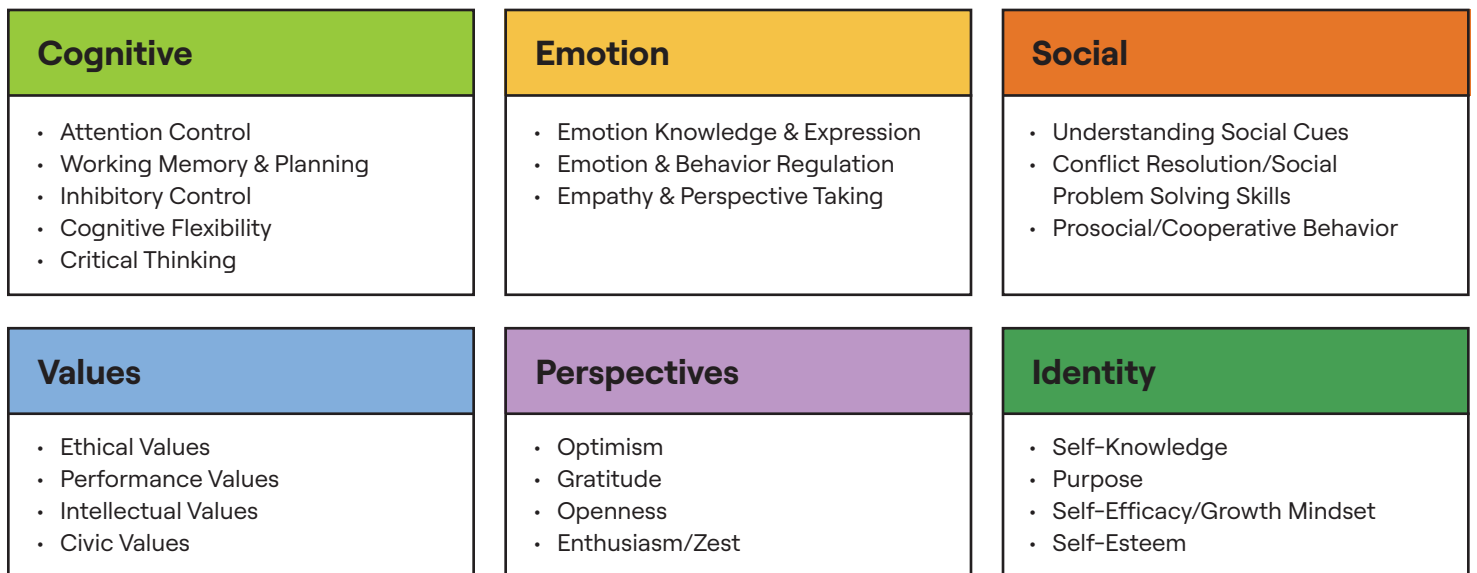 Cognitive
• Attention Control
• Working Memory & Planning
• Inhibitory Control
• Cognitive Flexibility
• Critical Thinking
Emotion
• Emotion Knowledge & Expression
• Emotion & Behavior Regulation
• Empathy & Perspective Taking
Social
• Understanding Social Cues
• Conflict Resolution/Social
Problem Solving Skills
• Prosocial/Cooperative Behavior
Values
• Ethical Values
• Performance Values
• Intellectual Values
• Civic Values
Perspectives
• Optimism
• Gratitude
• Openness
• Enthusiasm/Zest
Identity
• Self-Knowledge
• Purpose
• Self-Efficacy/Growth Mindset
• Self-Esteem